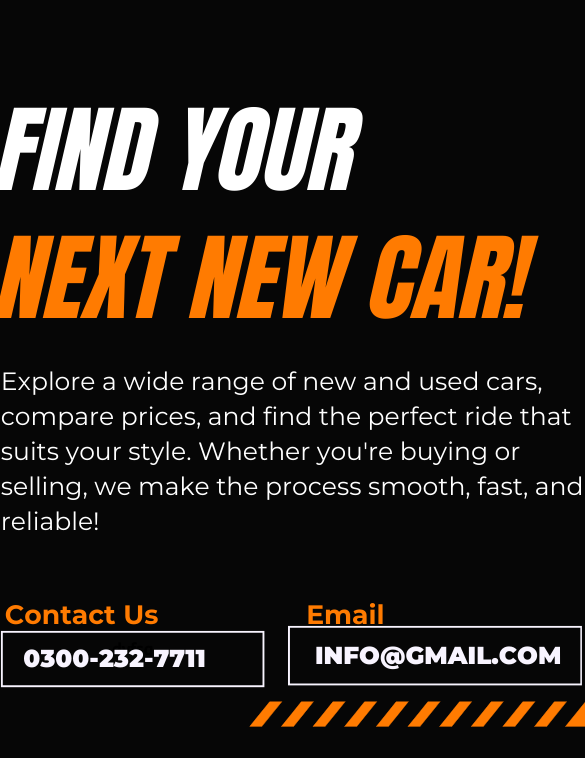 FIND YOUR
NEXT NEW CAR!
Explore a wide range of new and used cars,
compare prices, and find the perfect ride that
suits your style. Whether you're buying or
selling, we make the process smooth, fast, and
reliable!
Contact Us
Email
0300-232-7711
INFO@GMAIL.COM